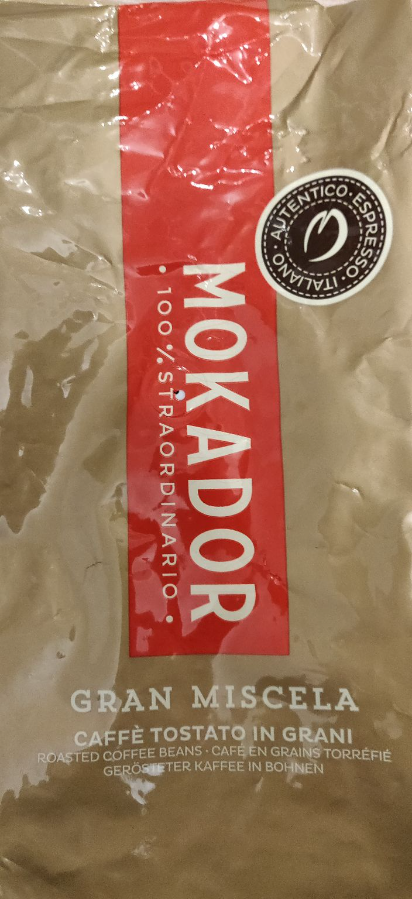 AUTENTICO · ESPRESSO · ITALIANO ·
MOKADOR
• 100% STRAORDINARIO •
GRAN MISCELA
CAFFÈ TOSTATO IN GRANI
ROASTED COFFEE BEANS · CAFÉ EN GRAINS TORRÉFIÉ
GERÖSTETER KAFFEE IN BOHNEN